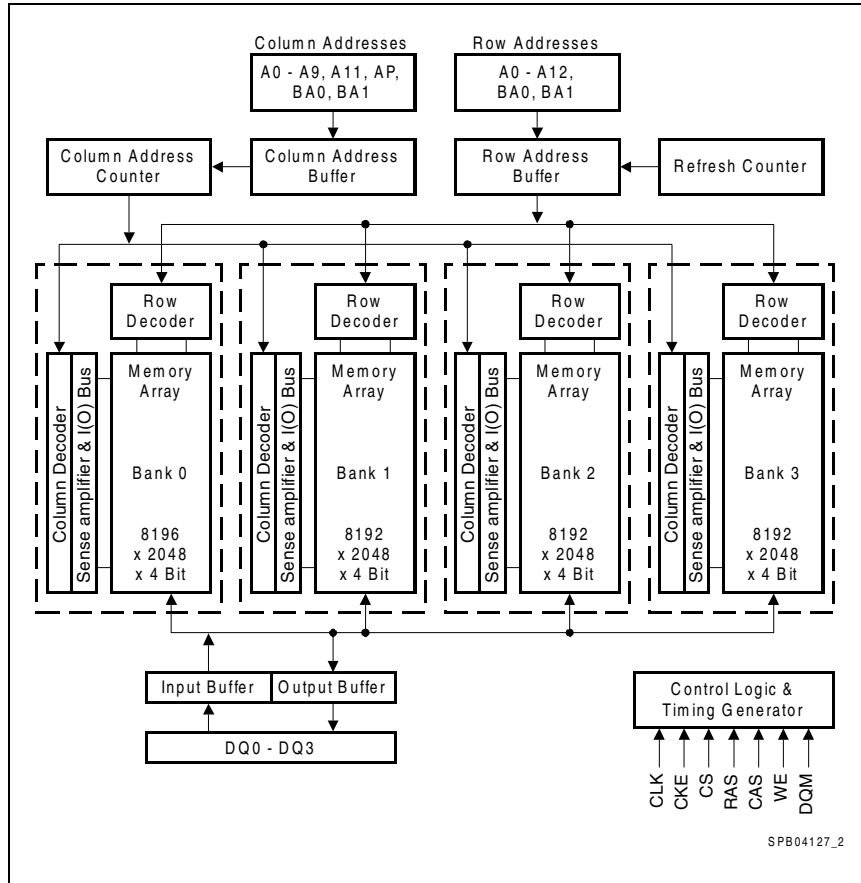 Column Addresses
A0 - A9, A11, AP,
BA0, BA1
Row Addresses
A0 - A12,
BA0, BA1
Column Address
Counter
Column Address
Buffer
Row Address
Buffer
Refresh Counter
Row
Decoder
Column Decoder
Sense amplifier & I(O) Bus
Memory
Array
Bank 0
8196
x 2048
x 4 Bit
Row
Decoder
Column Decoder
Sense amplifier & I(O) Bus
Memory
Array
Bank 1
8192
x 2048
x 4 Bit
Row
Decoder
Column Decoder
Sense amplifier & I(O) Bus
Memory
Array
Bank 2
8192
x 2048
x 4 Bit
Row
Decoder
Column Decoder
Sense amplifier & I(O) Bus
Memory
Array
Bank 3
8192
x 2048
x 4 Bit
Input Buffer
Output Buffer
DQ0 - DQ3
Control Logic &
Timing Generator
CLK
CKE
CS
RAS
CAS
WE
DQM
SPB04127_2